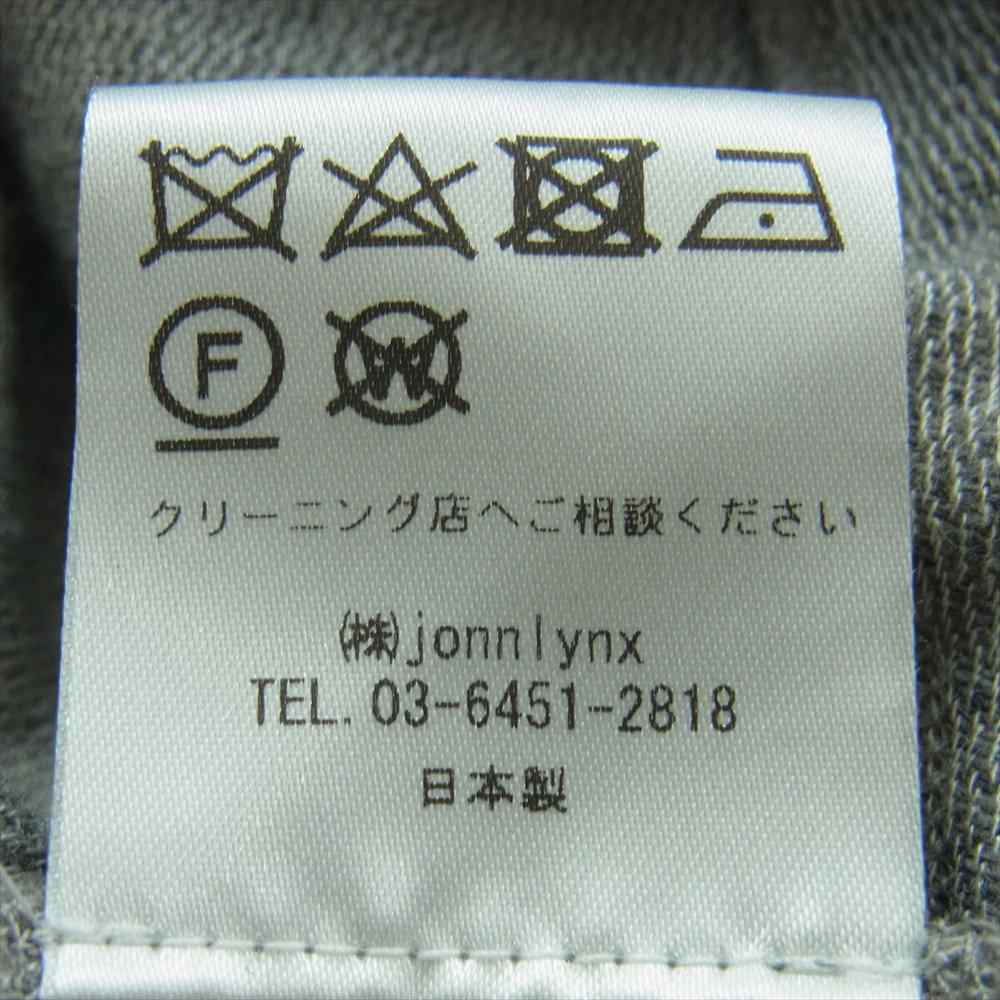 F W
クリーニング店へご相談ください
㈱jonnlynx
TEL. 03-6451-2818
日本製